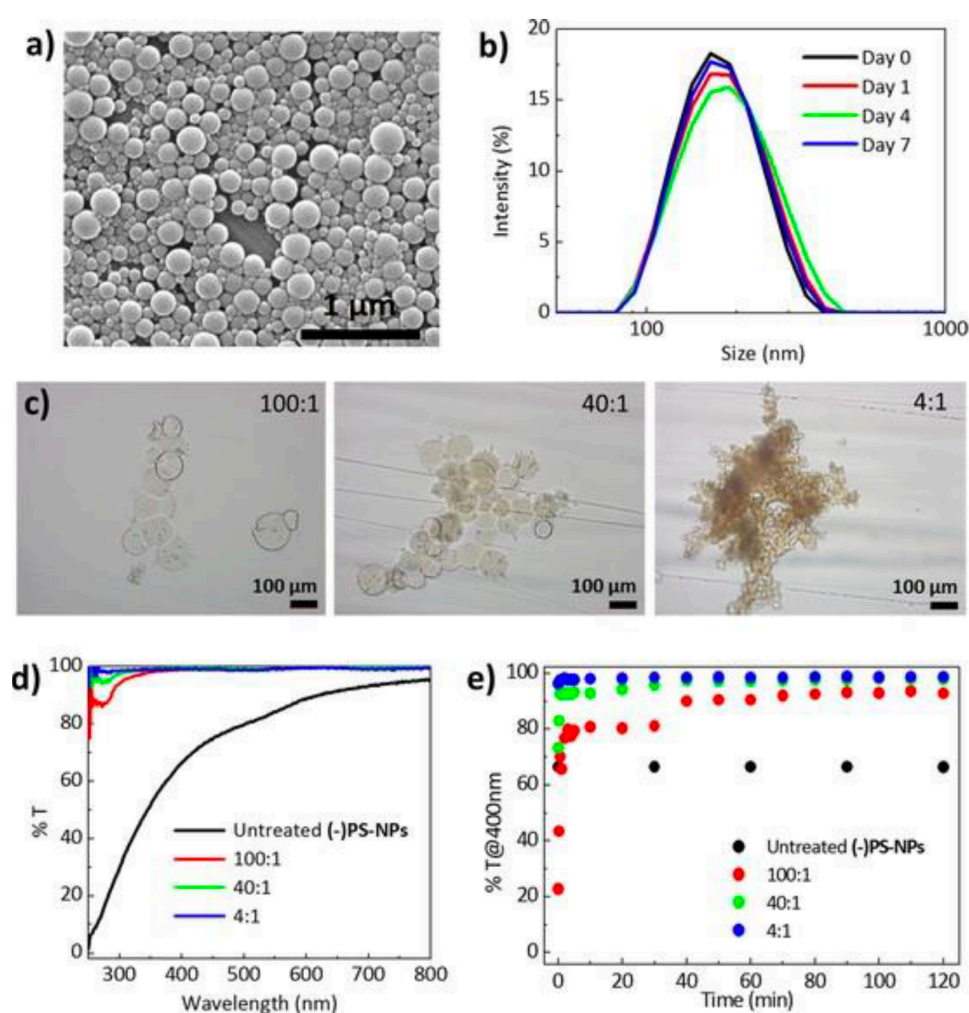 a)
1 µm
b)
20
15
10
5
0
Intensity (%)
Day 0
Day 1
Day 4
Day 7
100
1000
Size (nm)
c)
100:1
100 µm
40:1
100 µm
4:1
100 µm
d)
100
80
60
40
20
0
% T
Untreated (-)PS-NPs
100:1
40:1
4:1
300
400
500
600
700
800
Wavelength (nm)
e)
100
80
60
40
20
0
% T@400nm
Untreated (-)PS-NPs
100:1
40:1
4:1
0
20
40
60
80
100
120
Time (min)